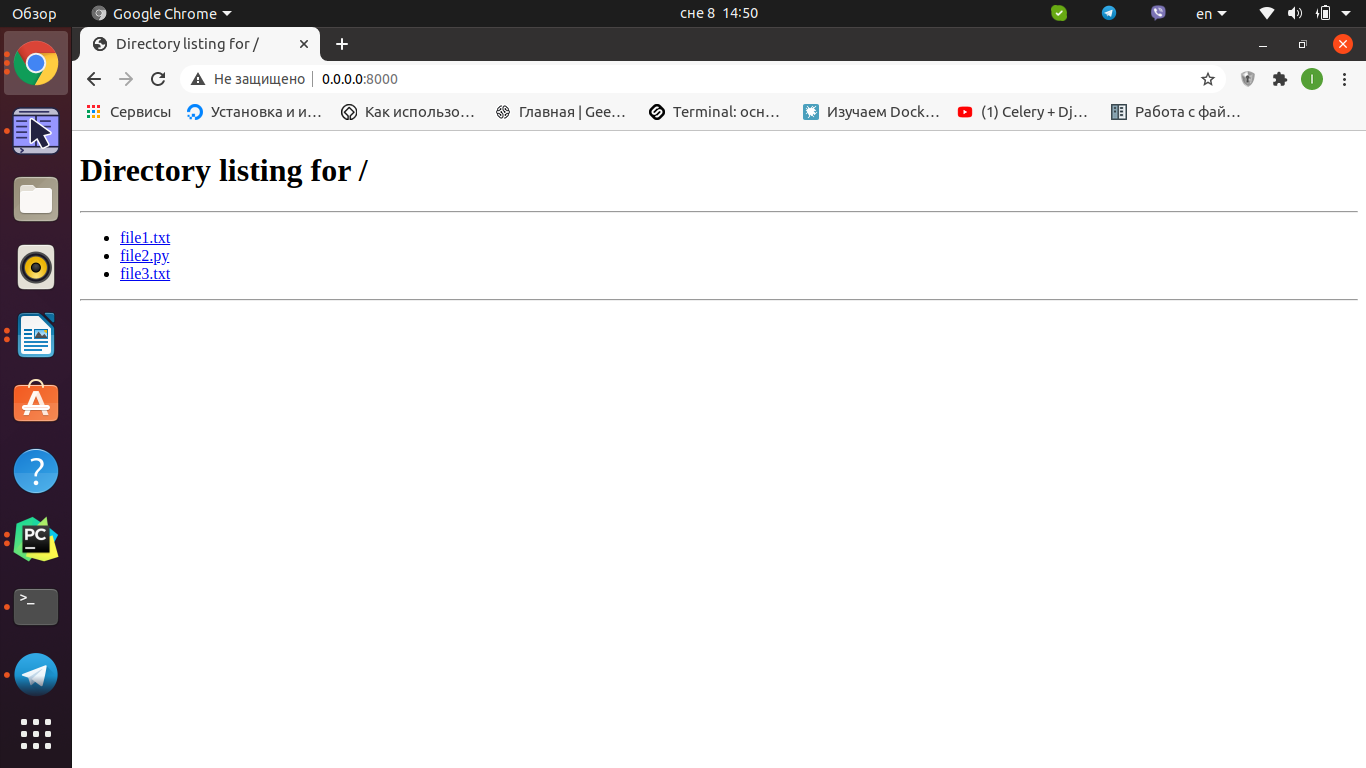 Обзор Google Chrome сне 8 14:50 en
Directory listing for /
Не защищено 0.0.0.0:8000 I
Сервисы Установка и и… Как использо… Главная | Gee… Terminal: осн… Изучаем Dock… (1) Celery + Dj… Работа с фай…
Directory listing for /
file1.txt
file2.py
file3.txt
PC
>_